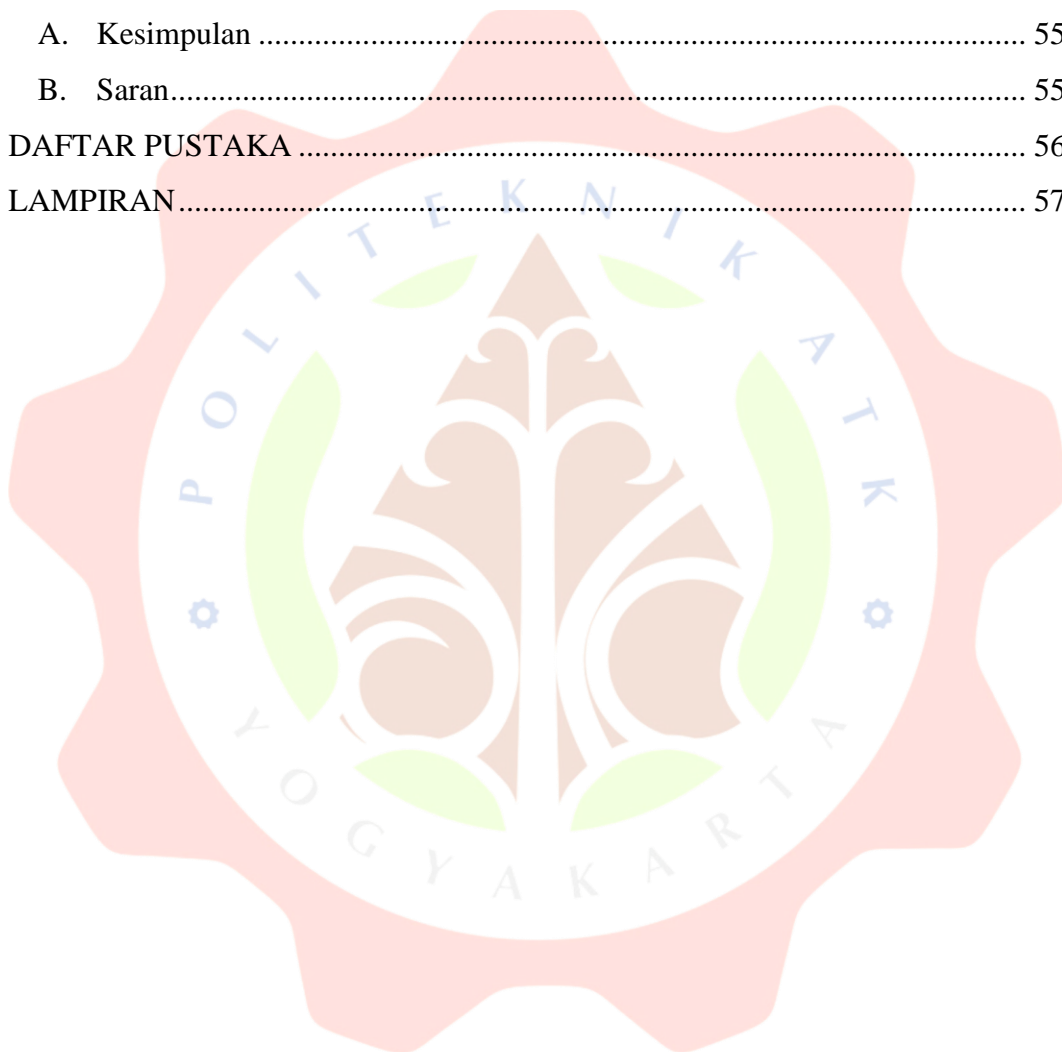 A. Kesimpulan .......... 55
B. Saran .......... 55
DAFTAR PUSTAKA .......... 56
LAMPIRAN .......... 57
POLITEKNIK ATK
YOGYAKARTA